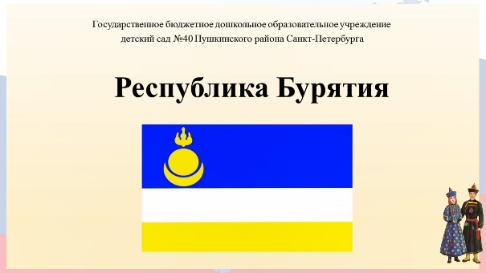 Государственное бюджетное дошкольное образовательное учреждение
детский сад №40 Пушкинского района Санкт-Петербурга
Республика Бурятия